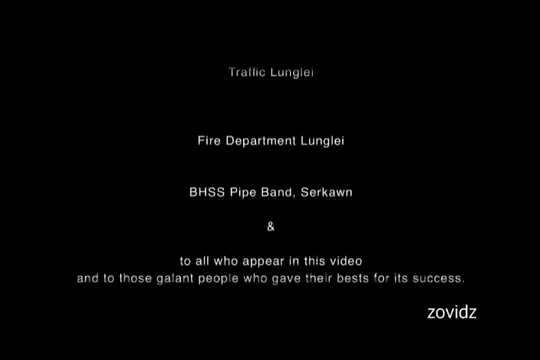 Traffic Lunglei
Fire Department Lunglei
BHSS Pipe Band, Serkawn
&
to all who appear in this video
and to those galant people who gave their bests for its success.
zovidz